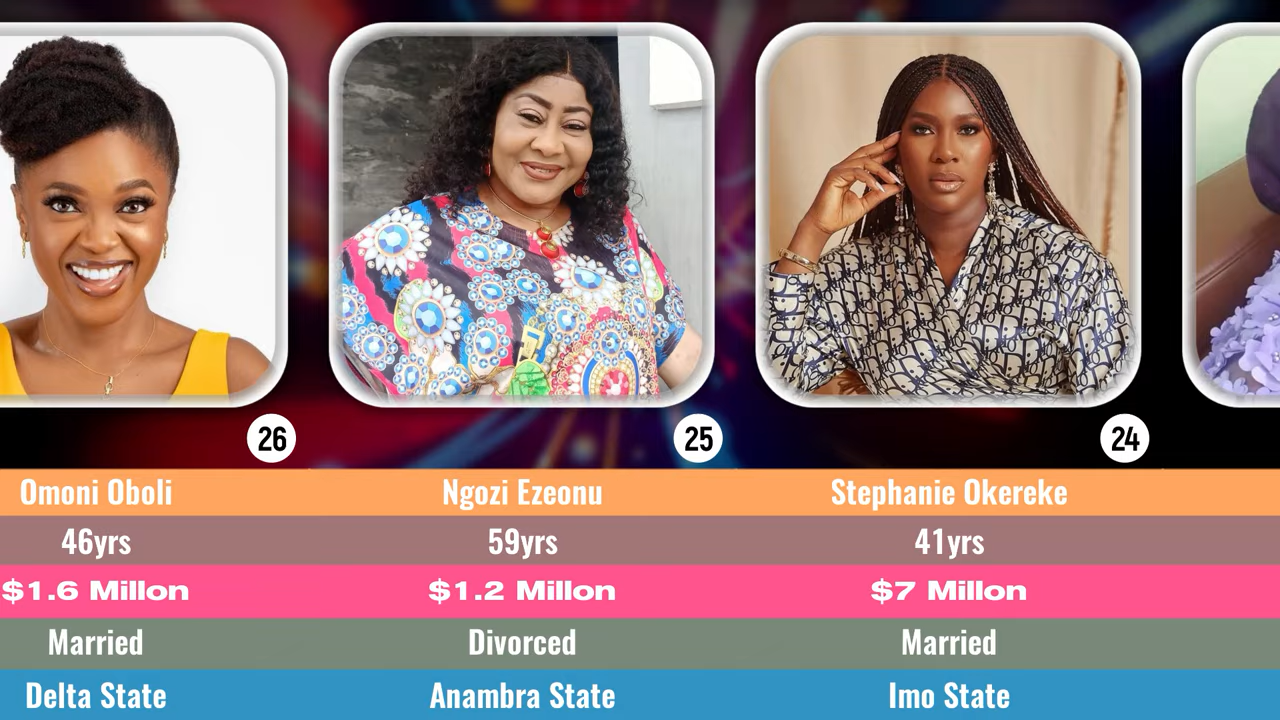 26
25
24
Omoni Oboli
Ngozi Ezeonu
Stephanie Okereke
46yrs
59yrs
41yrs
$1.6 Millon
$1.2 Millon
$7 Millon
Married
Divorced
Married
Delta State
Anambra State
Imo State